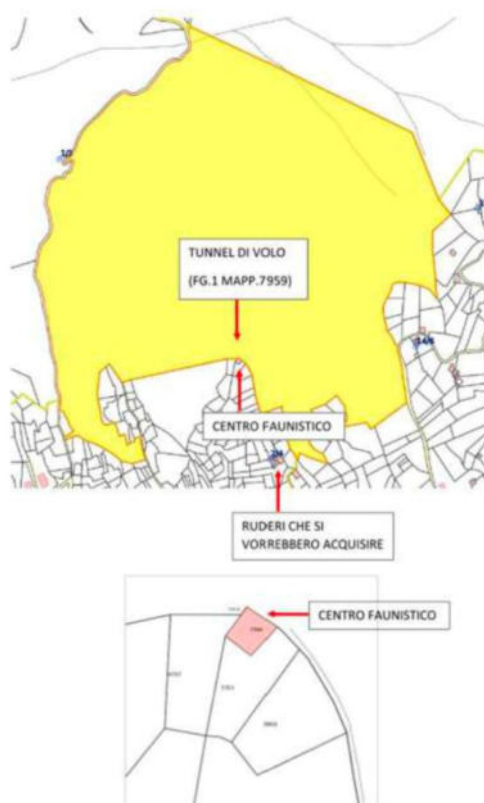 TUNNEL DI VOLO
(FG.1 MAPP.7959)
CENTRO FAUNISTICO
RUDERI CHE SI
VORREBBERO ACQUISIRE
CENTRO FAUNISTICO